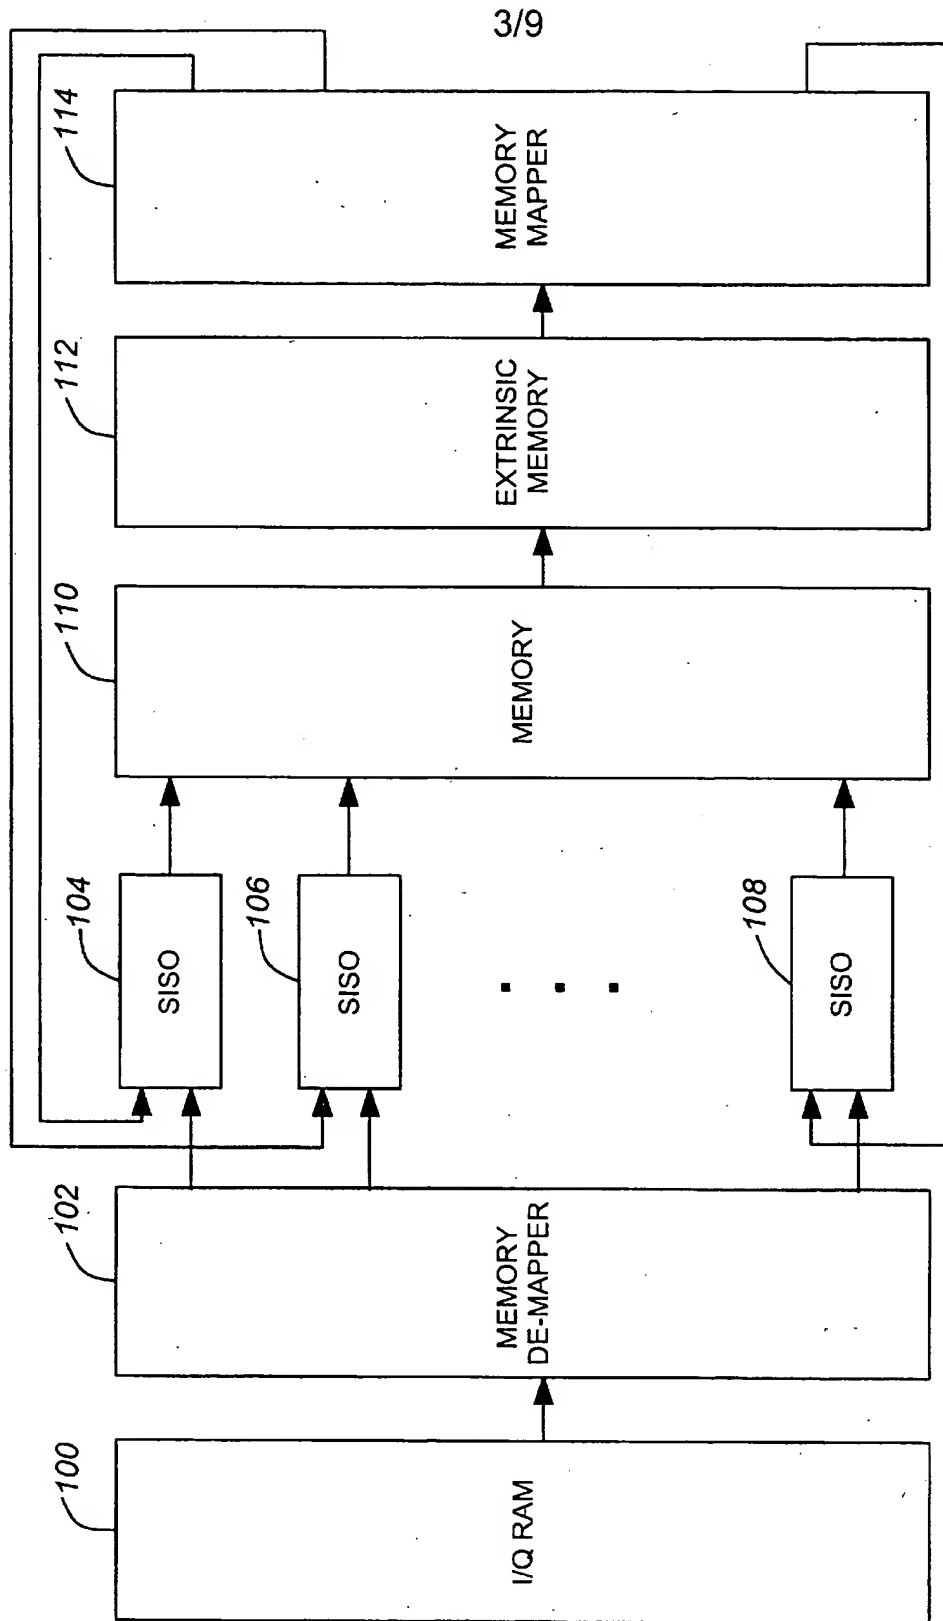 3/9
100
I/Q RAM
102
MEMORY
DE-MAPPER
104
SISO
106
SISO
108
SISO
110
MEMORY
112
EXTRINSIC
MEMORY
114
MEMORY
MAPPER